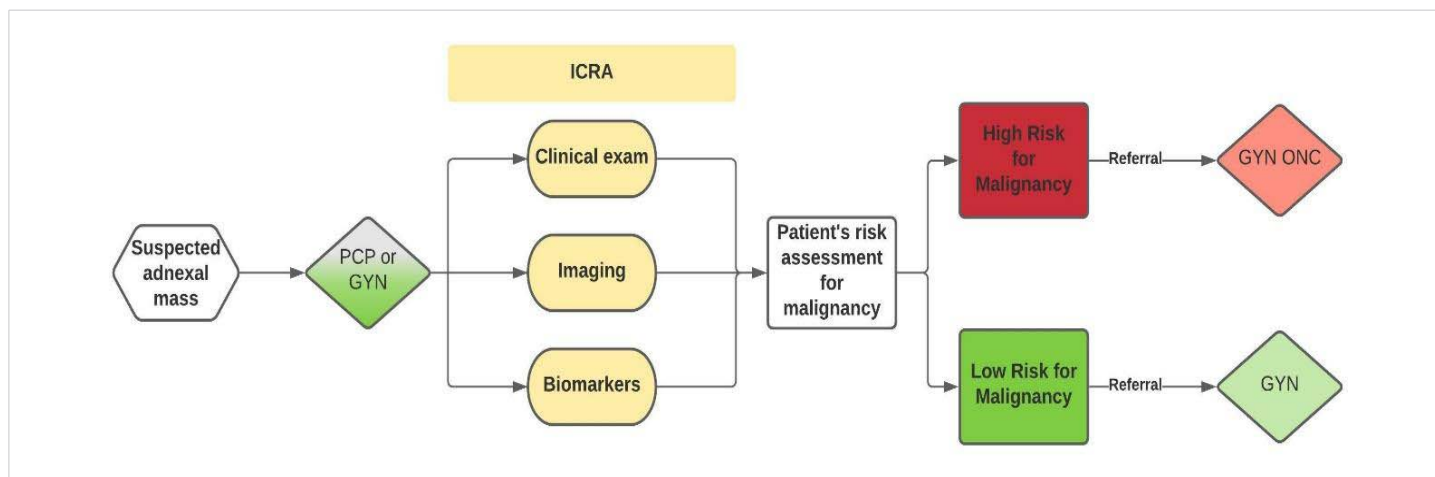 ICRA
Suspected
adnexal
mass
PCP or
GYN
Clinical exam
Imaging
Biomarkers
Patient's risk
assessment
for
malignancy
High Risk
for
Malignancy
Referral
GYN ONC
Low Risk for
Malignancy
Referral
GYN